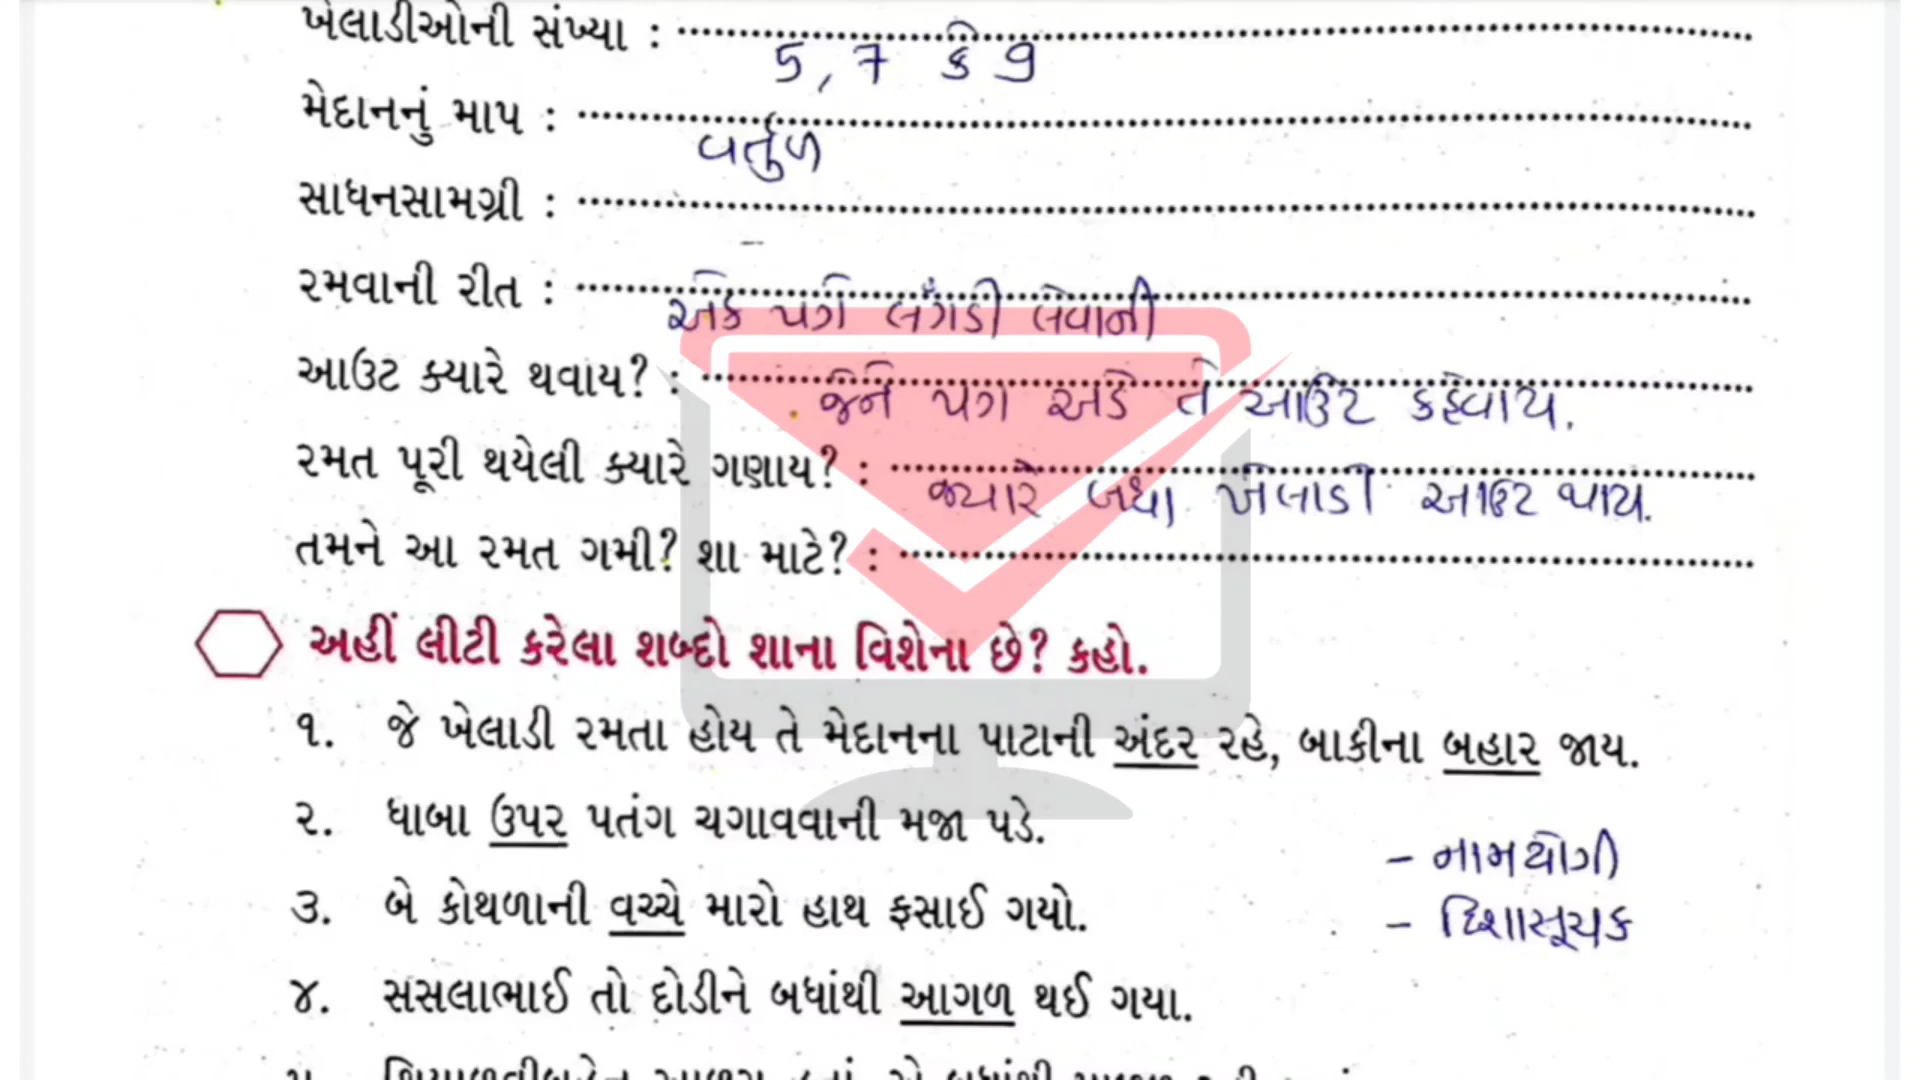 ખેલાડીઓની સંખ્યા :
5, 7 કે 9
મેદાનનું માપ :
વર્તુળ
સાધનસામગ્રી :
રમવાની રીત :
એક પગે લંગડી લેવાની
આઉટ ક્યારે થવાય? :
જેને પગ અડે તે આઉટ કહેવાય.
રમત પૂરી થયેલી ક્યારે ગણાય? :
જ્યારે બધા ખેલાડી આઉટ થાય.
તમને આ રમત ગમી? શા માટે? :
અહીં લીટી કરેલા શબ્દો શાના વિશેના છે? કહો.
૧. જે ખેલાડી રમતા હોય તે મેદાનના પાટાની અંદર રહે, બાકીના બહાર જાય.
૨. ધાબા ઉપર પતંગ ચગાવવાની મજા પડે.
- નામયોગી
૩. બે કોથળાની વચ્ચે મારો હાથ ફસાઈ ગયો.
- દિશાસૂચક
૪. સસલાભાઈ તો દોડીને બધાંથી આગળ થઈ ગયા.